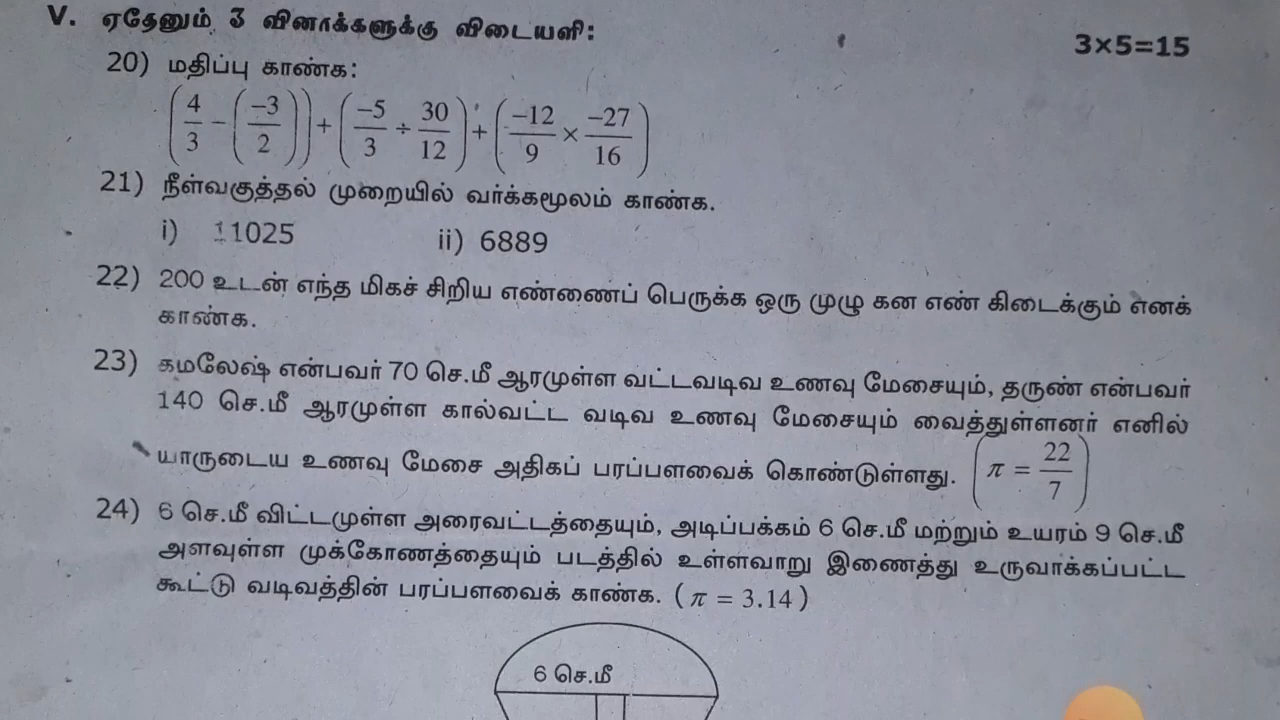 V. ஏதேனும் 3 வினாக்களுக்கு விடையளி: 3×5=15
20) மதிப்பு காண்க:
(4/3 − (−3/2)) + (−5/3 ÷ 30/12) + (−12/9 × −27/16)
21) நீள்வகுத்தல் முறையில் வர்க்கமூலம் காண்க.
i) 11025 ii) 6889
22) 200 உடன் எந்த மிகச் சிறிய எண்ணைப் பெருக்க ஒரு முழு கன எண் கிடைக்கும் எனக்
காண்க.
23) கமலேஷ் என்பவர் 70 செ.மீ ஆரமுள்ள வட்டவடிவ உணவு மேசையும், தருண் என்பவர்
140 செ.மீ ஆரமுள்ள கால்வட்ட வடிவ உணவு மேசையும் வைத்துள்ளனர் எனில்
யாருடைய உணவு மேசை அதிகப் பரப்பளவைக் கொண்டுள்ளது. (π = 22/7)
24) 6 செ.மீ விட்டமுள்ள அரைவட்டத்தையும், அடிப்பக்கம் 6 செ.மீ மற்றும் உயரம் 9 செ.மீ
அளவுள்ள முக்கோணத்தையும் படத்தில் உள்ளவாறு இணைத்து உருவாக்கப்பட்ட
கூட்டு வடிவத்தின் பரப்பளவைக் காண்க. (π = 3.14)
6 செ.மீ